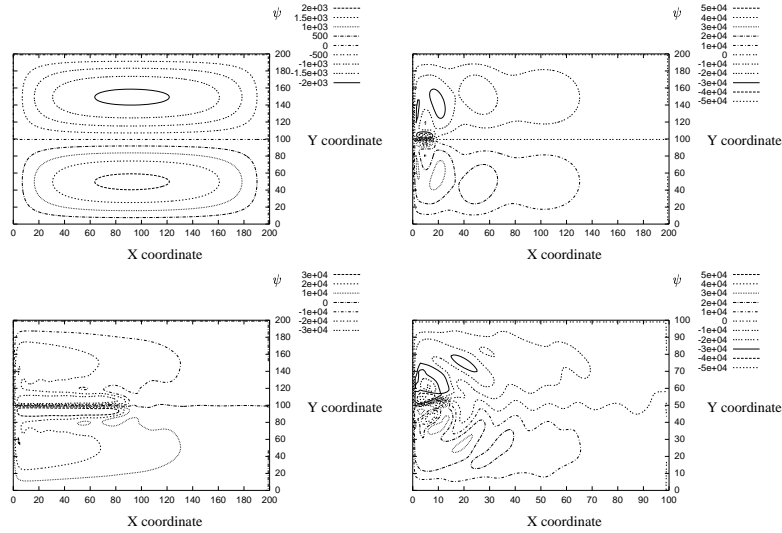 ψ
2e+03
1.5e+03
1e+03
500
0
-500
-1e+03
-1.5e+03
-2e+03
200
180
160
140
120
100
80
60
40
20
0
Y coordinate
0 20 40 60 80 100 120 140 160 180 200
X coordinate
ψ
5e+04
4e+04
3e+04
2e+04
1e+04
0
-1e+04
-2e+04
-3e+04
-4e+04
-5e+04
200
180
160
140
120
100
80
60
40
20
0
Y coordinate
0 20 40 60 80 100 120 140 160 180 200
X coordinate
ψ
3e+04
2e+04
1e+04
0
-1e+04
-2e+04
-3e+04
200
180
160
140
120
100
80
60
40
20
0
Y coordinate
0 20 40 60 80 100 120 140 160 180 200
X coordinate
ψ
5e+04
4e+04
3e+04
2e+04
1e+04
0
-1e+04
-2e+04
-3e+04
-4e+04
-5e+04
100
90
80
70
60
50
40
30
20
10
0
Y coordinate
0 10 20 30 40 50 60 70 80 90 100
X coordinate